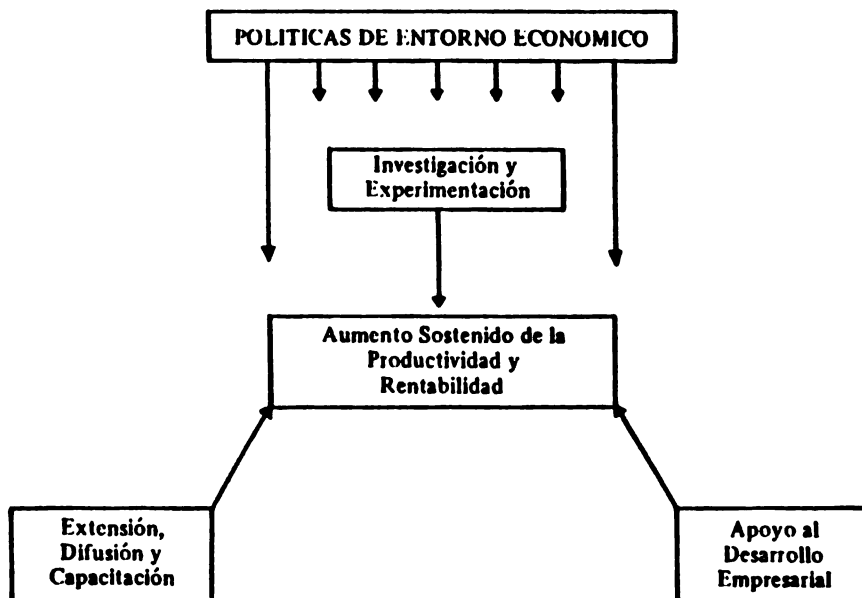 POLITICAS DE ENTORNO ECONOMICO
Investigación y
Experimentación
Aumento Sostenido de la
Productividad y
Rentabilidad
Extensión,
Difusión y
Capacitación
Apoyo al
Desarrollo
Empresarial